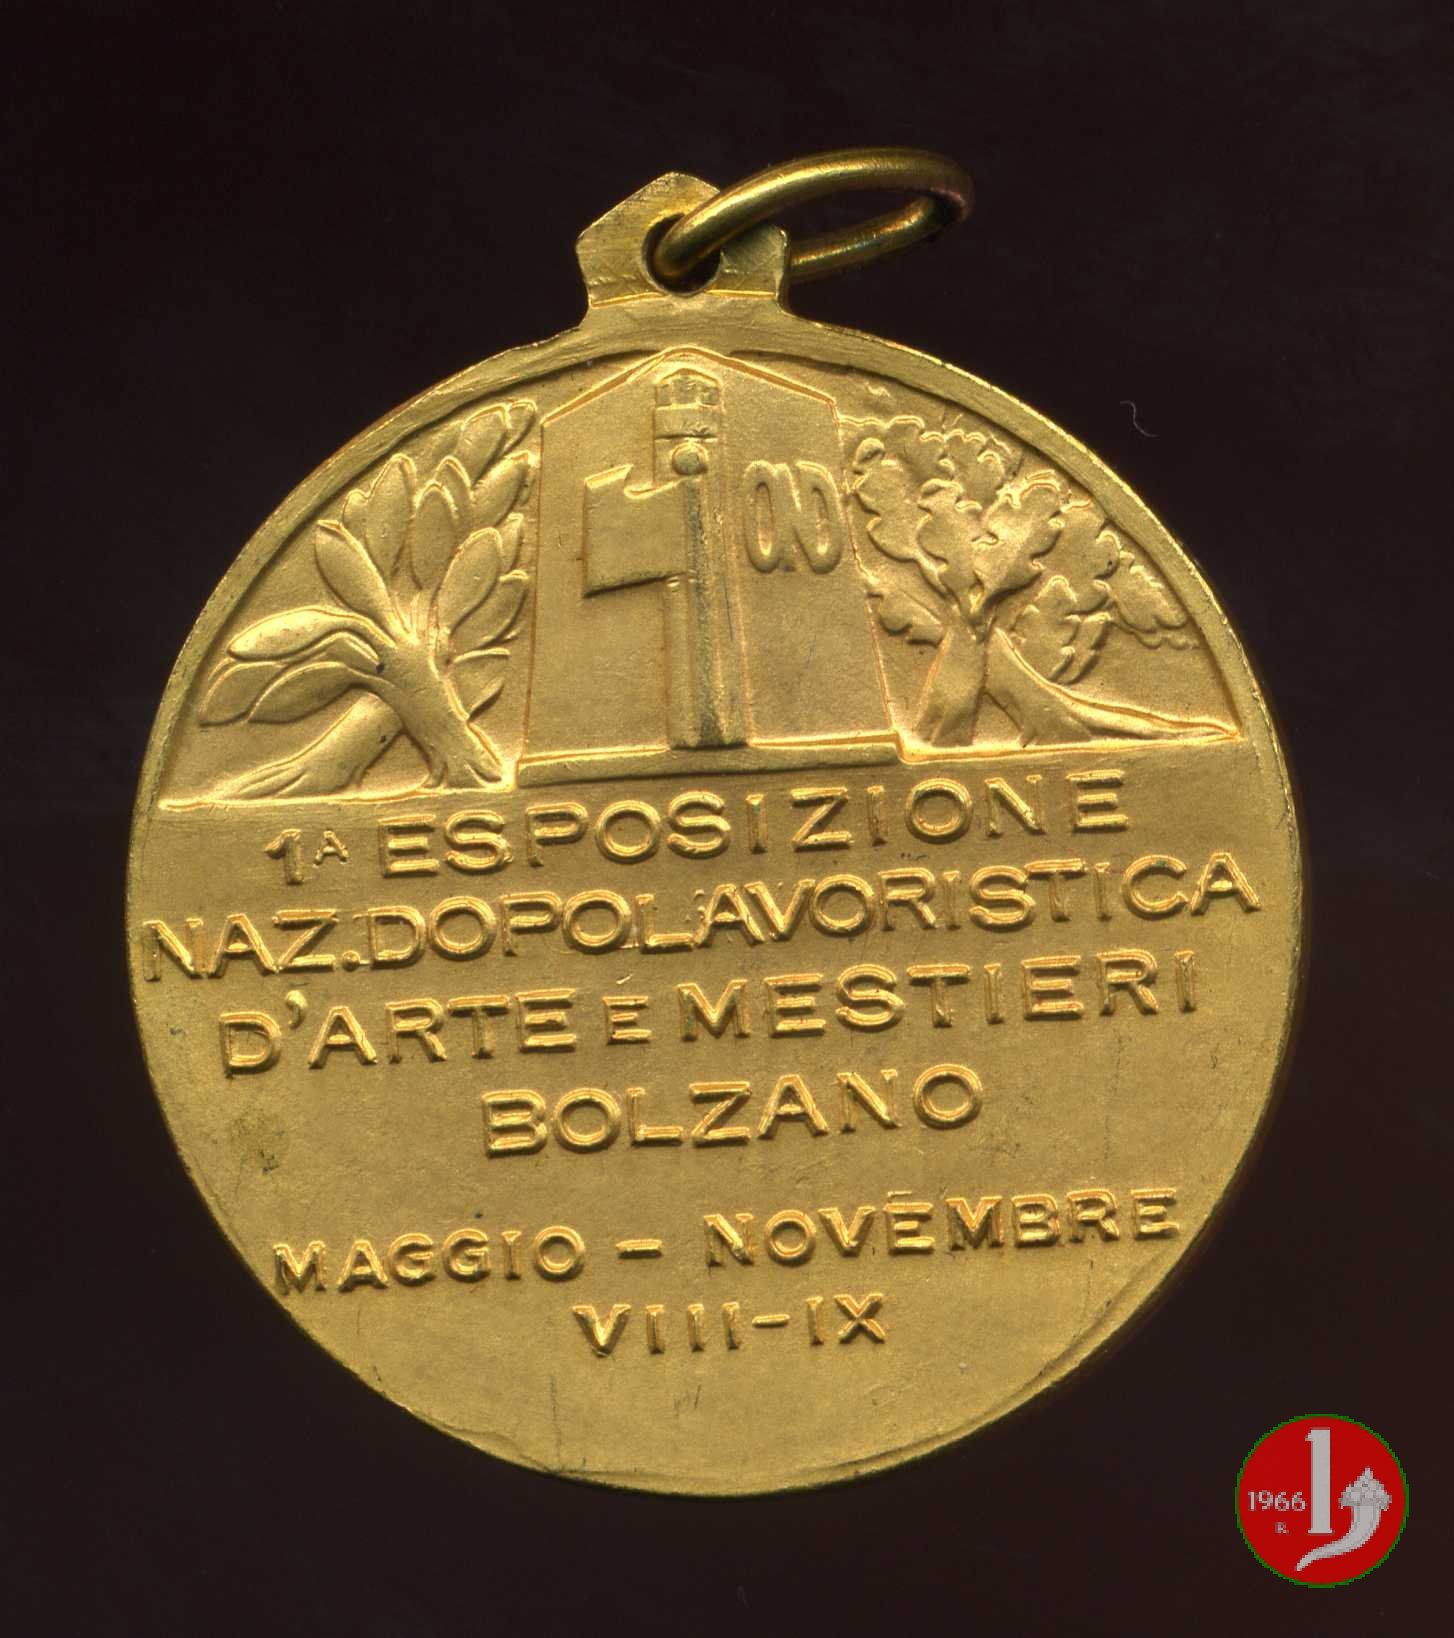 OND
1A ESPOSIZIONE
NAZ. DOPOLAVORISTICA
D'ARTE E MESTIERI
BOLZANO
MAGGIO - NOVEMBRE
VIII-IX
1966
R.